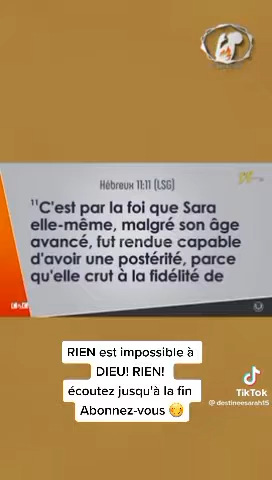 Hébreux 11:11 (LSG)
11 C'est par la foi que Sara
elle-même, malgré son âge
avancé, fut rendue capable
d'avoir une postérité, parce
qu'elle crut à la fidélité de
RIEN est impossible à
DIEU! RIEN!
écoutez jusqu'à la fin
Abonnez-vous 😊
TikTok
@destineesarah15